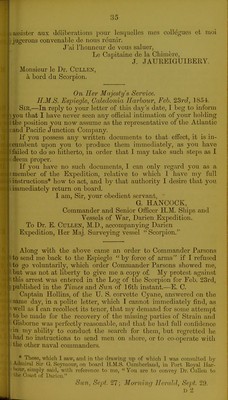 35
assister aux délibérations pour lesquelles mes collégues et moi
jugerons convenable de nous réunir.
J'ai l'honneur de vous saluer,
Le Capitaine de la Chimère,
J. JAUREIGUIBERY.
Monsieur le Dr. CULLEN,
à bord du Scorpion.
On Her Majesty's Service.
H.M.S. Espiegle, Caledonia Harbour, Feb. 23rd, 1854.
SIR,—In reply to your letter of this day's date, I beg to inform
you that I have never seen any official intimation of your holding
the position you now assume as the representative of the Atlantic
and Pacific Junction Company.
If you possess any written documents to that effort, it is in-
cumbent upon you to produce them immediately, as you have
failed to do so hitherto, in order that I may take such steps as I
deem proper.
If you have no such documents, I can only regard you as a
member of the Expedition, relative to which I have my full
instructions* how to act, and by that authority I desire that you
immediately return on board.
I am, Sir, your obedient servant,
G. HANCOCK,
Commander and Senior Officer H.M. Ships and
Vessels of War, Darien Expedition.
To Dr. E. CULLEN, M.D., accompanying Darien
Expedition, Her Maj Surveying vessel "Scorpion."
Along with the above came an order to Commander Parsons
to send me back to the Espiegle "by force of arms" if I refused
to go voluntarily, which order Commander Parsons showed me,
but was not at liberty to give me a copy of. My protest against
this arrest was entered in the Log of the Scorpion for Feb. 23rd,
published in the Times and Sun of 16th instant.—E. C.
Captain Hollins, of the U. S. corvette Cyane, answered on the
same day, in a polite letter, which I cannot immediately find, as
well as I can recollect its tenor, that my demand for some attempt
to be made for the recovery of the missing parties of Strain and
Gisborne was perfectly reasonable, and that he had full confidence
in my ability to conduct the search for them, but regretted he
had no instructions to send men on shore, or to co-operate with
the other naval commanders.
* These, which I saw, and in the drawing up of which I was consulted by
Admiral Sir G. Seymour, on board H.M.S. Cumberland, in Port Royal Har-
bour, simply said, with reference to me, "You are to convey Dr. Cullen to
the Coast of Darien."
Sun, Sept. 27; Morning Herald, Sept. 29.
D 2